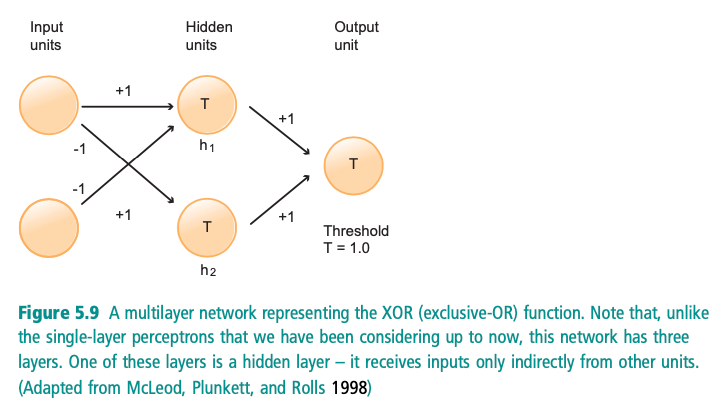 Input
units
Hidden
units
Output
unit
+1
T
h1
-1
-1
+1
T
h2
+1
+1
T
Threshold
T = 1.0
Figure 5.9 A multilayer network representing the XOR (exclusive-OR) function. Note that, unlike
the single-layer perceptrons that we have been considering up to now, this network has three
layers. One of these layers is a hidden layer – it receives inputs only indirectly from other units.
(Adapted from McLeod, Plunkett, and Rolls 1998)